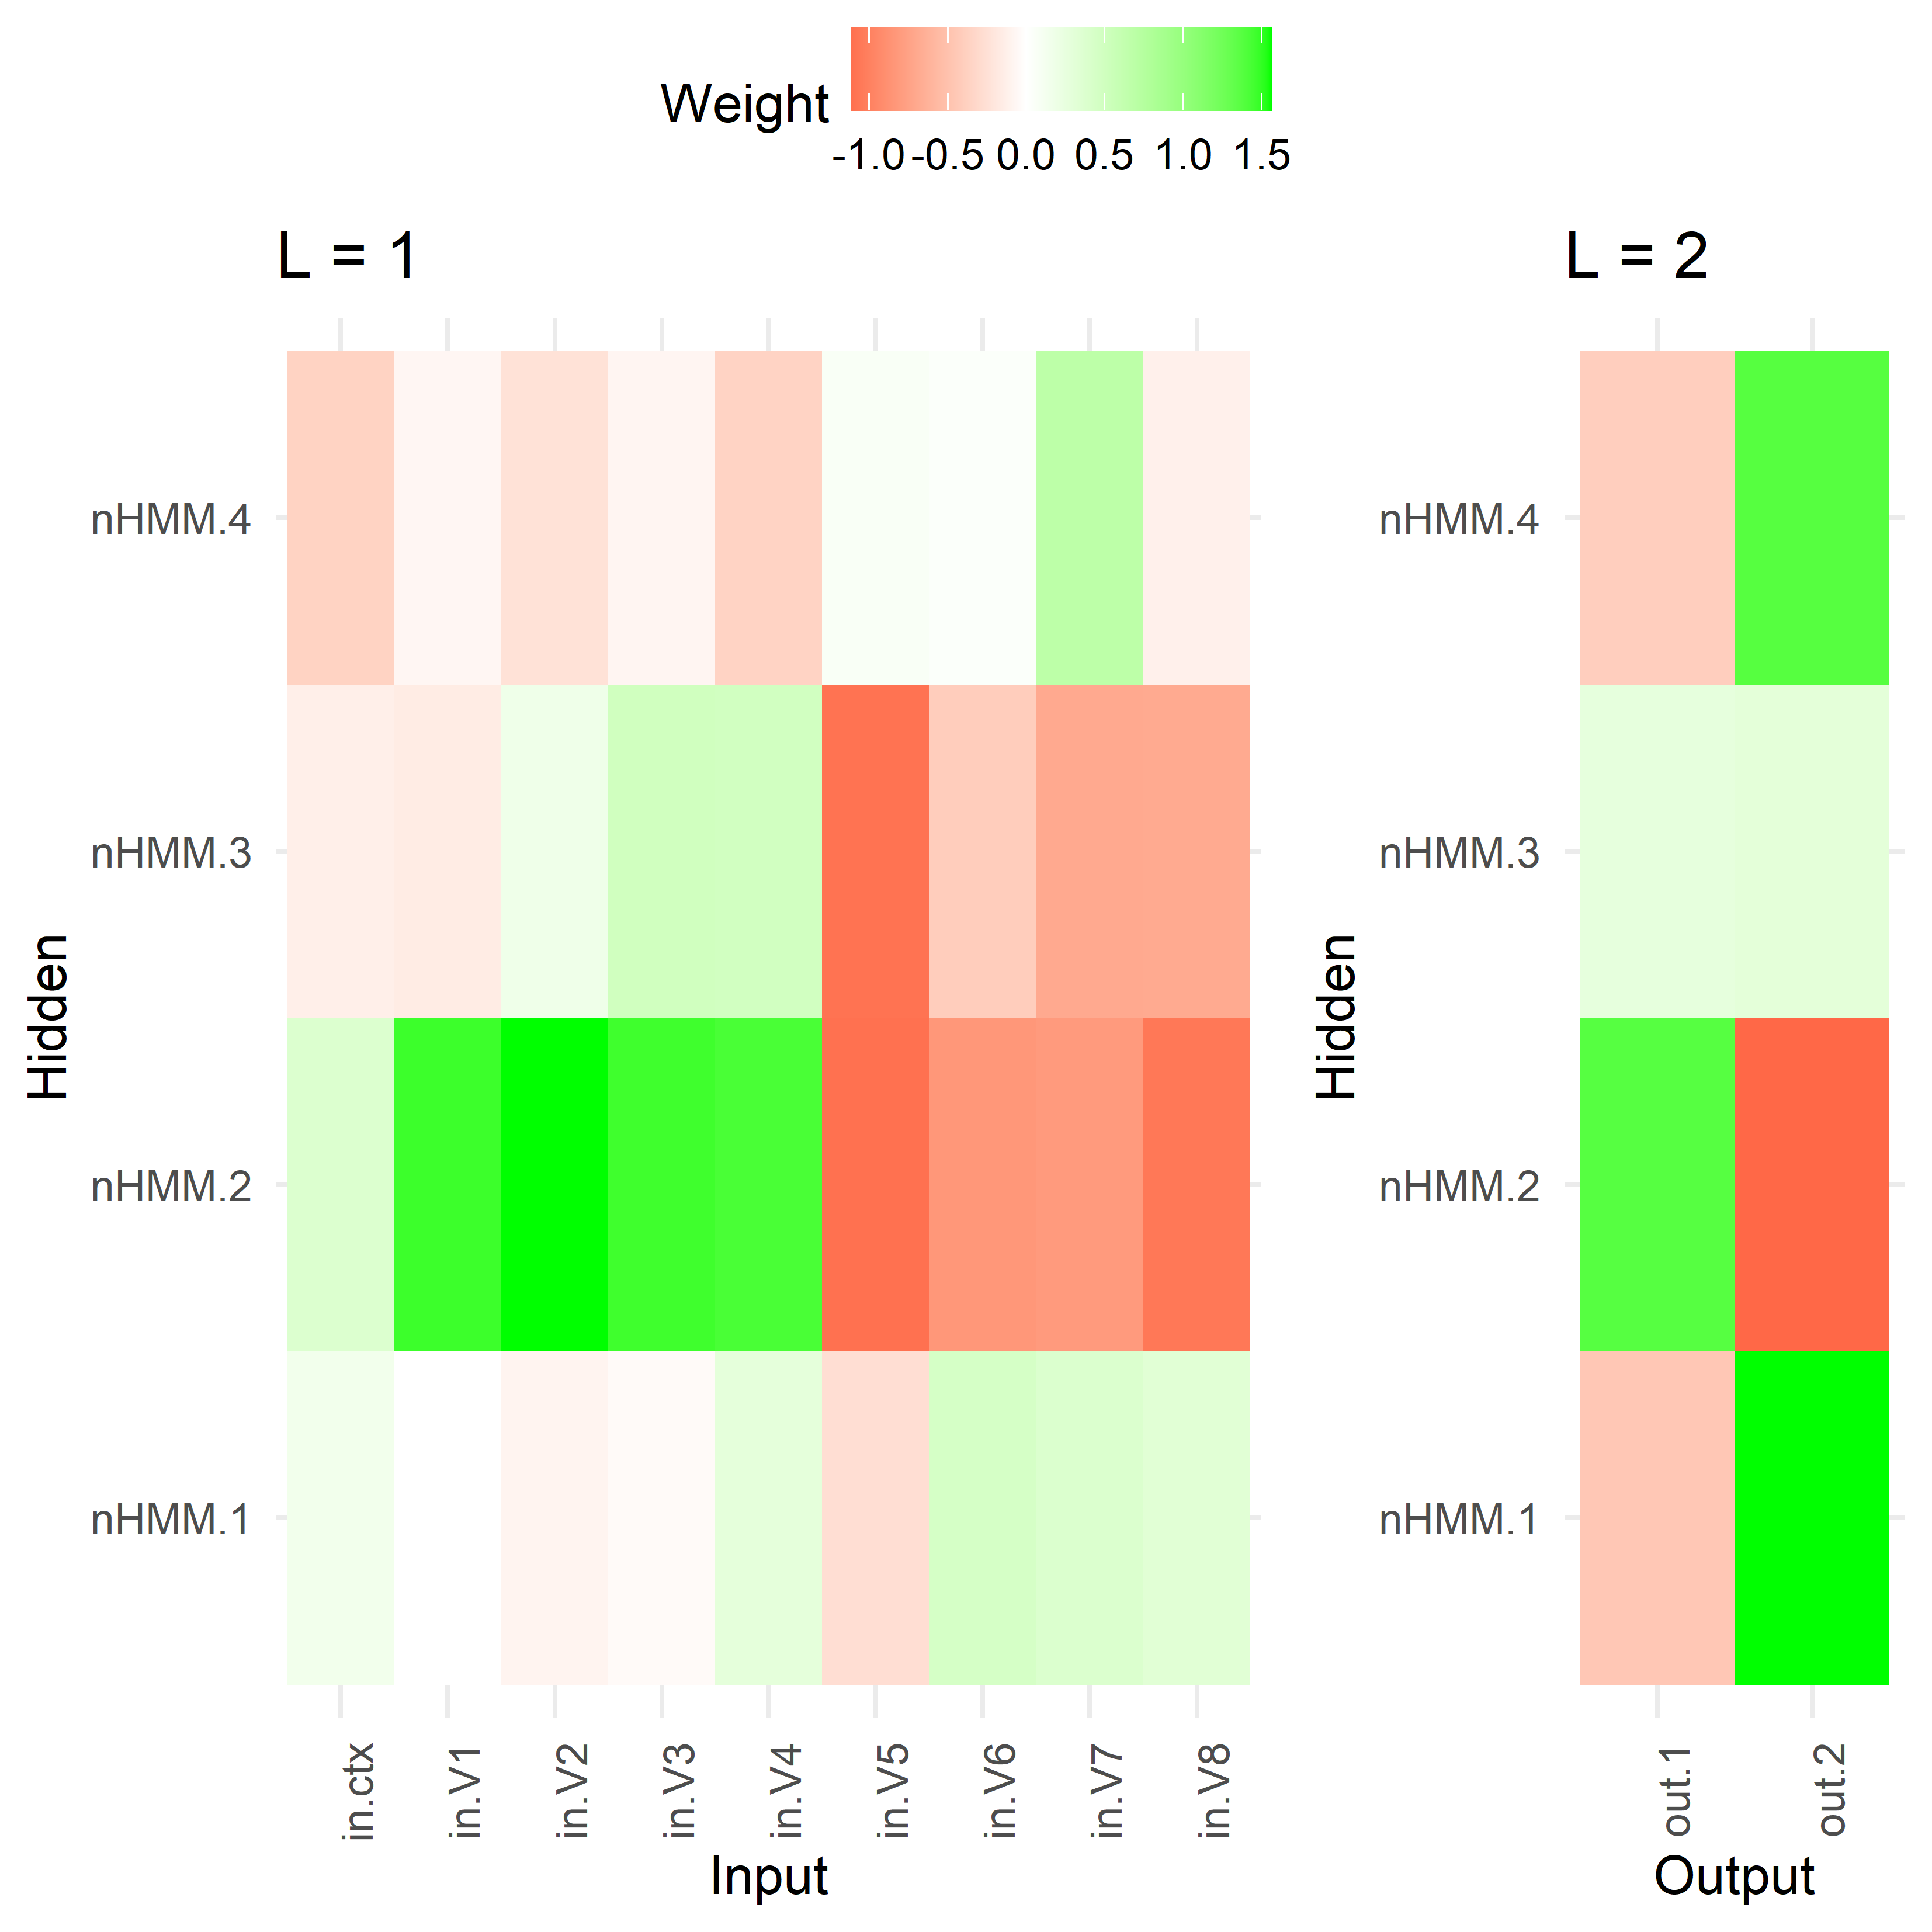 Weight
-1.0 -0.5 0.0 0.5 1.0 1.5
L = 1
nHMM.4
nHMM.3
nHMM.2
nHMM.1
Hidden
in.ctx
in.V1
in.V2
in.V3
in.V4
in.V5
in.V6
in.V7
in.V8
Input
L = 2
nHMM.4
nHMM.3
nHMM.2
nHMM.1
Hidden
out.1
out.2
Output